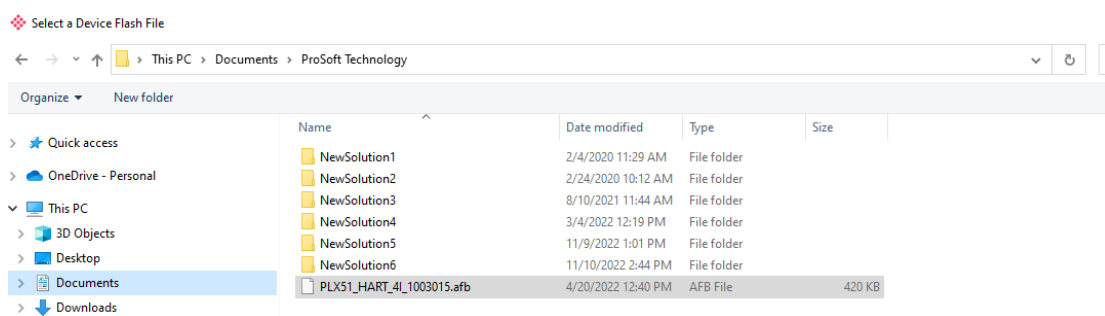 Select a Device Flash File
This PC > Documents > ProSoft Technology
Organize New folder
Name Date modified Type Size
Quick access
OneDrive - Personal
This PC
3D Objects
Desktop
Documents
Downloads
NewSolution1 2/4/2020 11:29 AM File folder
NewSolution2 2/24/2020 10:12 AM File folder
NewSolution3 8/10/2021 11:44 AM File folder
NewSolution4 3/4/2022 12:19 PM File folder
NewSolution5 11/9/2022 1:01 PM File folder
NewSolution6 11/10/2022 2:44 PM File folder
PLX51_HART_4I_1003015.afb 4/20/2022 12:40 PM AFB File 420 KB